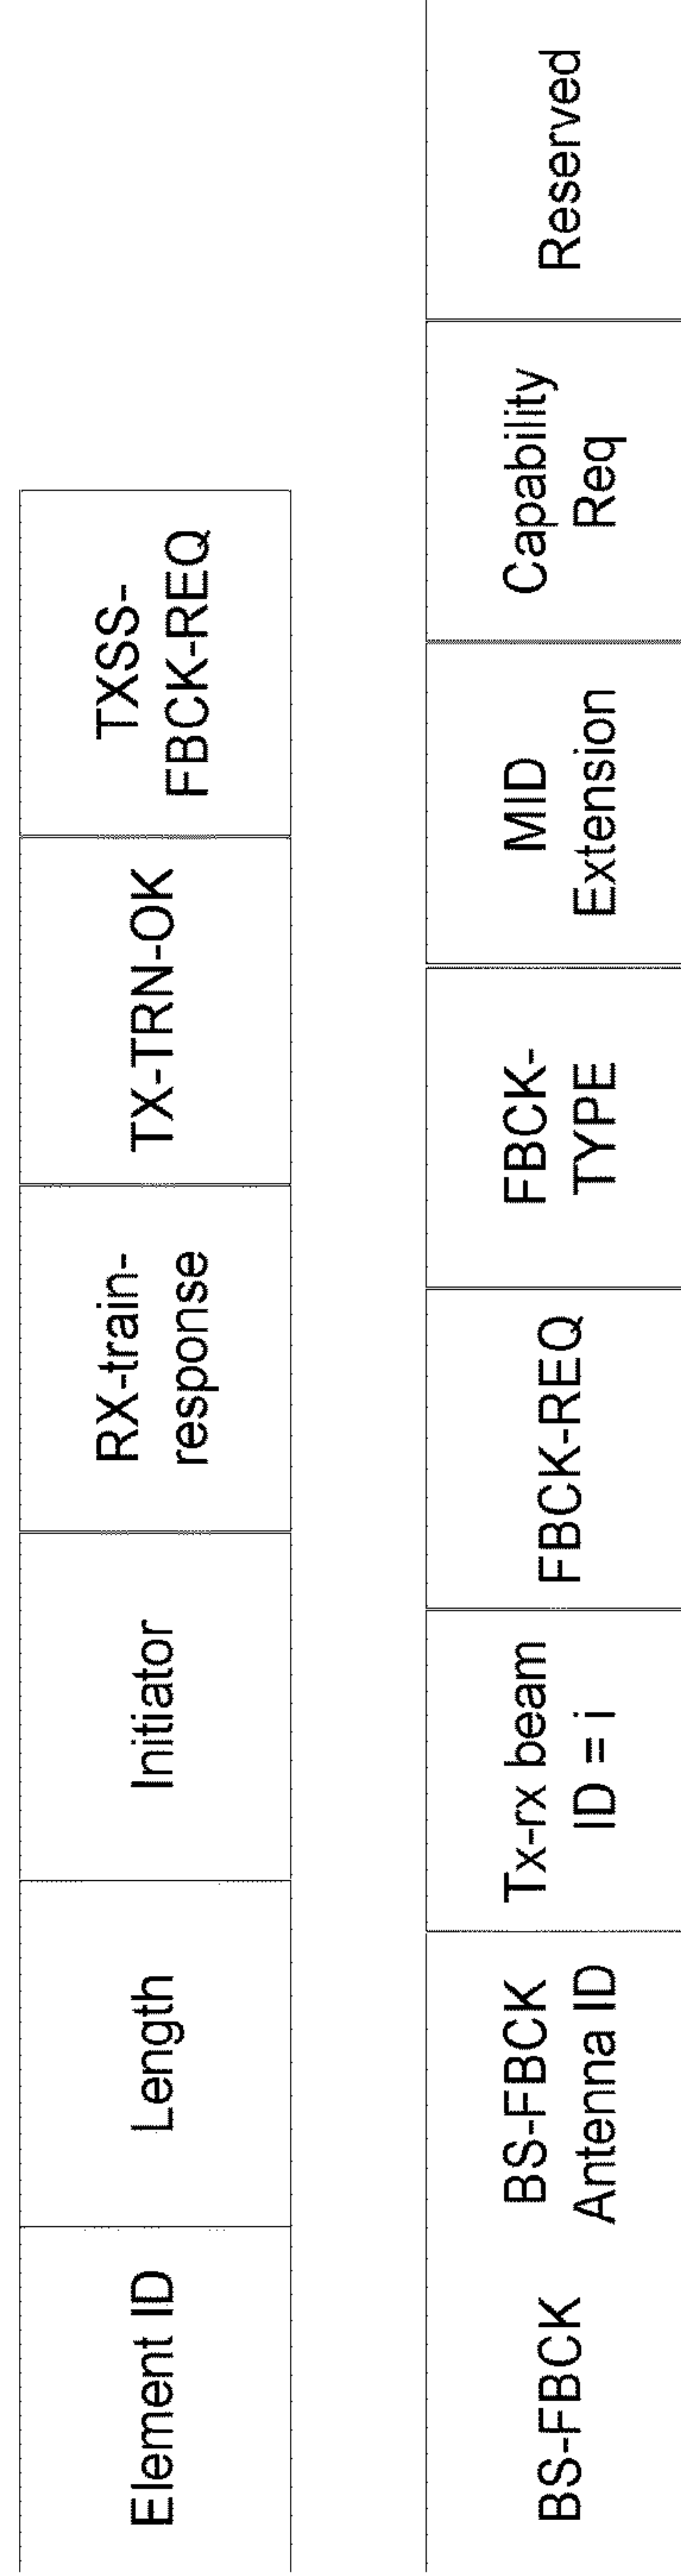 Element ID
Length
Initiator
RX-train-
response
TX-TRN-OK
TXSS-
FBCK-REQ
BS-FBCK
BS-FBCK
Antenna ID
Tx-rx beam
ID = i
FBCK-REQ
FBCK-
TYPE
MID
Extension
Capability
Req
Reserved